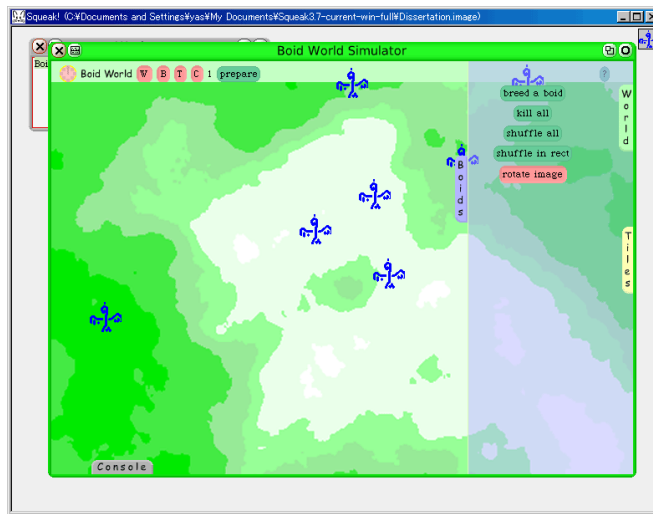 Squeak! (C:¥Documents and Settings¥yas¥My Documents¥Squeak3.7-current-win-full¥Dissertation.image)
Boid World Simulator
Boid World W B T C 1 prepare ?
breed a boid
kill all
shuffle all
shuffle in rect
rotate image
World
Boids
Tiles
Console